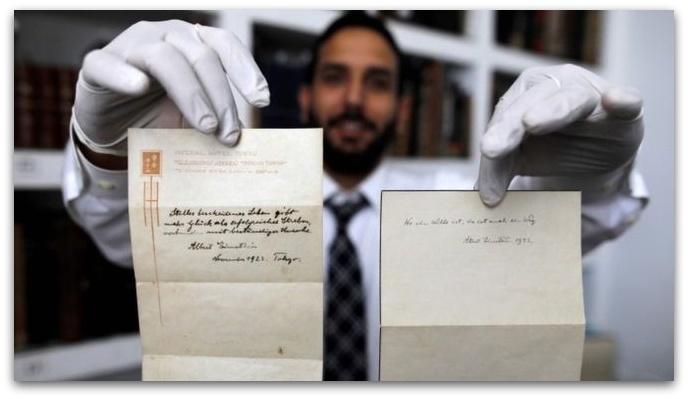 IMPERIAL HOTEL, TOKYO
Stilles bescheidenes Leben gibt
mehr Glück als erfolgreiches Streben,
verbunden mit beständiger Unruhe.
Albert Einstein
November 1922. Tokyo.
Wo ein Wille ist, da ist auch ein Weg
Albert Einstein. 1922.